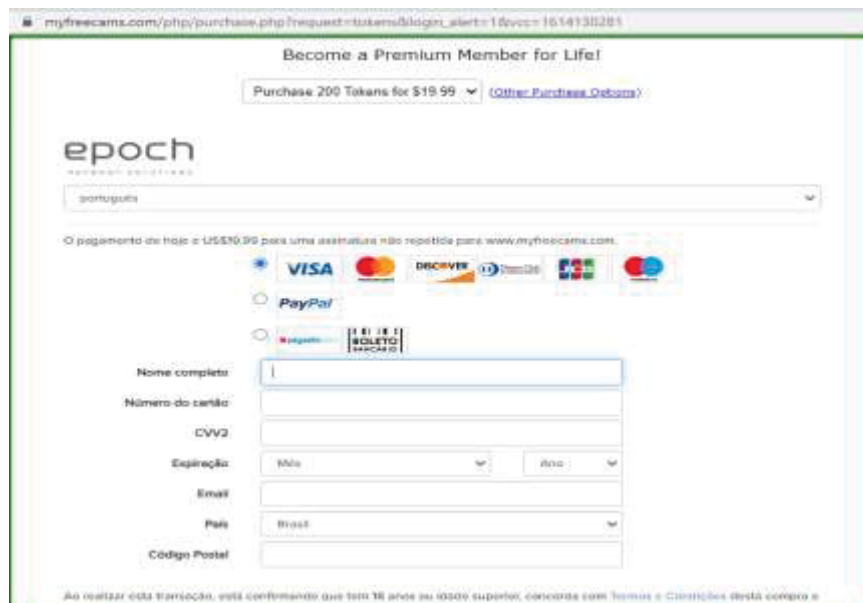 myfreecams.com/php/purchase.php?request=tokens&login_alert=1&vcc=1614130281
Become a Premium Member for Life!
Purchase 200 Tokens for $19.99 (Other Purchase Options)
epoch
português
O pagamento de hoje é US$19,99 para uma assinatura não repetida para www.myfreecams.com.
VISA DISCOVER Diners Club JCB
PayPal
BOLETO
BANCÁRIO
Nome completo
Número do cartão
CVV2
Expiração Mês Ano
Email
País Brasil
Código Postal
Ao realizar esta transação, está confirmando que tem 18 anos ou idade superior, concorda com Termos e Condições desta compra e